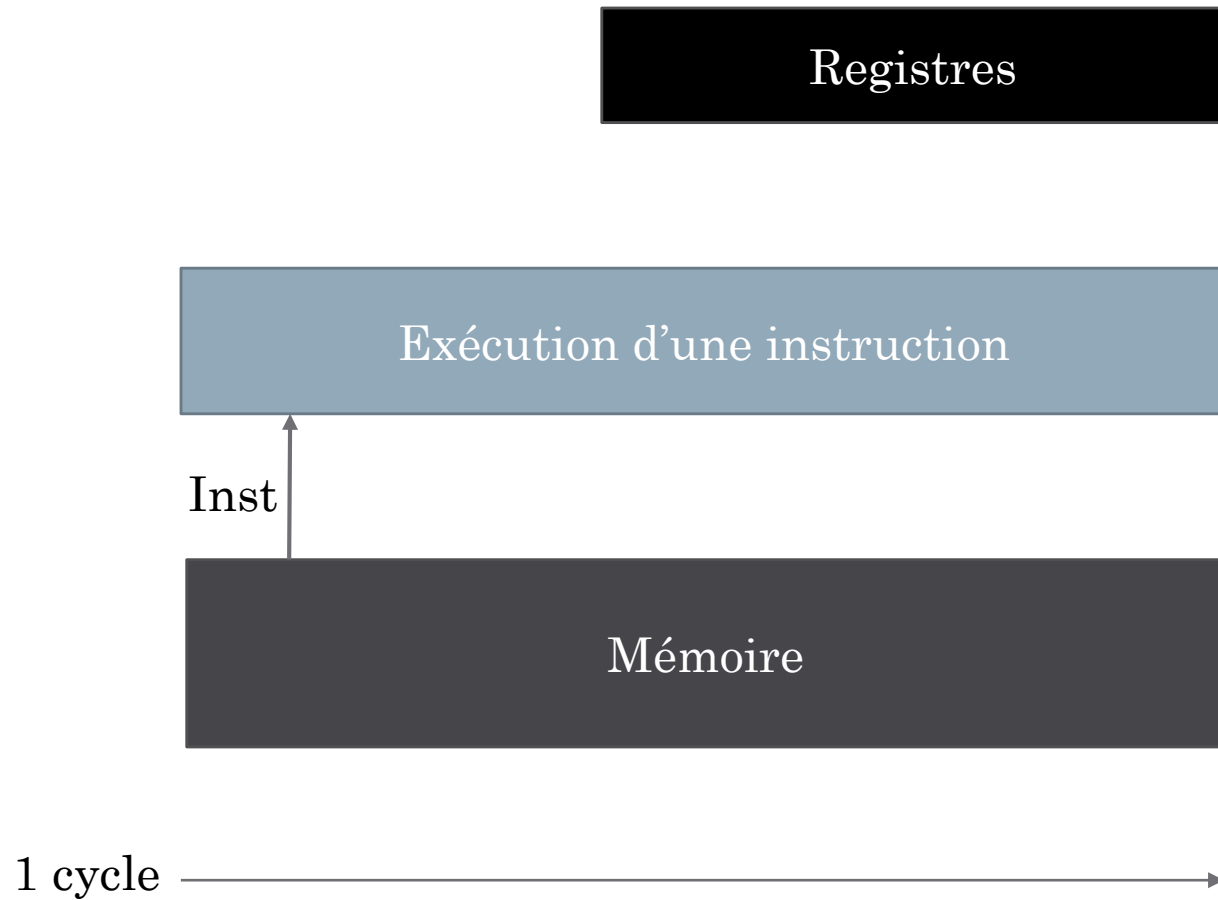 Registres
Exécution d’une instruction
Inst
Mémoire
1 cycle